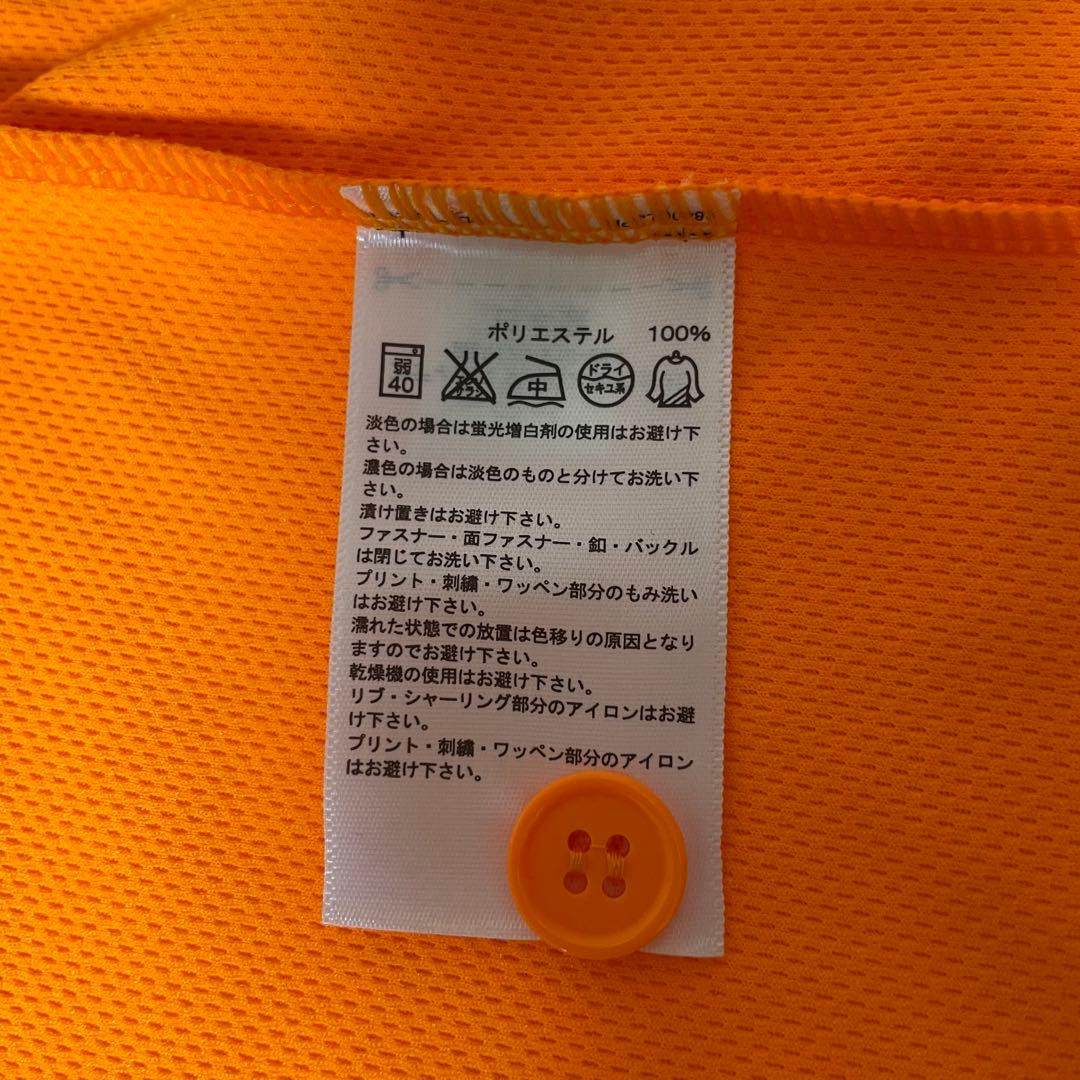 ポリエステル 100%
弱 中 ドライ
40 セキユ系
淡色の場合は蛍光増白剤の使用はお避け下
さい。
濃色の場合は淡色のものと分けてお洗い下
さい。
漬け置きはお避け下さい。
ファスナー・面ファスナー・釦・バックル
は閉じてお洗い下さい。
プリント・刺繍・ワッペン部分のもみ洗い
はお避け下さい。
濡れた状態での放置は色移りの原因となり
ますのでお避け下さい。
乾燥機の使用はお避け下さい。
リブ・シャーリング部分のアイロンはお避
け下さい。
プリント・刺繍・ワッペン部分のアイロン
はお避け下さい。